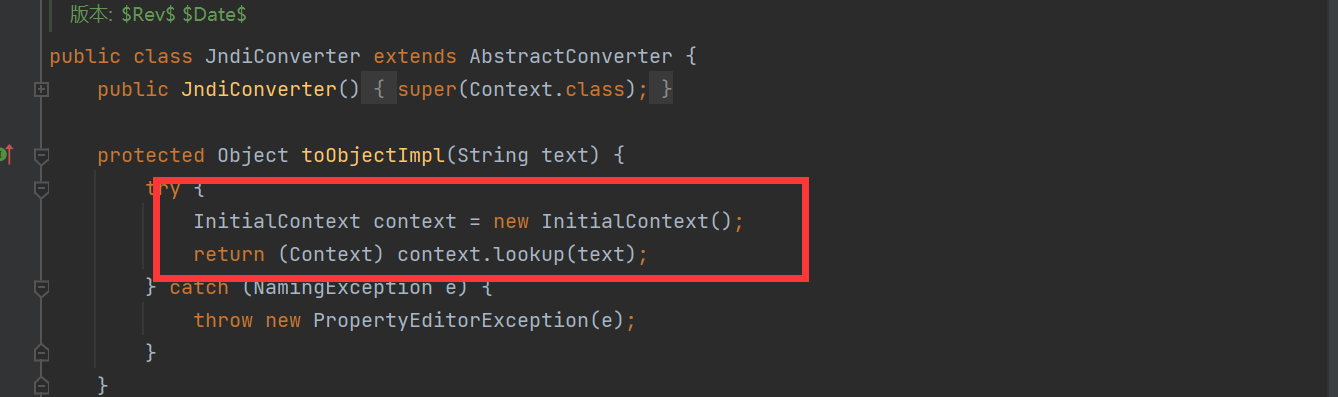 版本: $Rev$ $Date$
public class JndiConverter extends AbstractConverter {
public JndiConverter() { super(Context.class); }
protected Object toObjectImpl(String text) {
try {
InitialContext context = new InitialContext();
return (Context) context.lookup(text);
} catch (NamingException e) {
throw new PropertyEditorException(e);
}
}